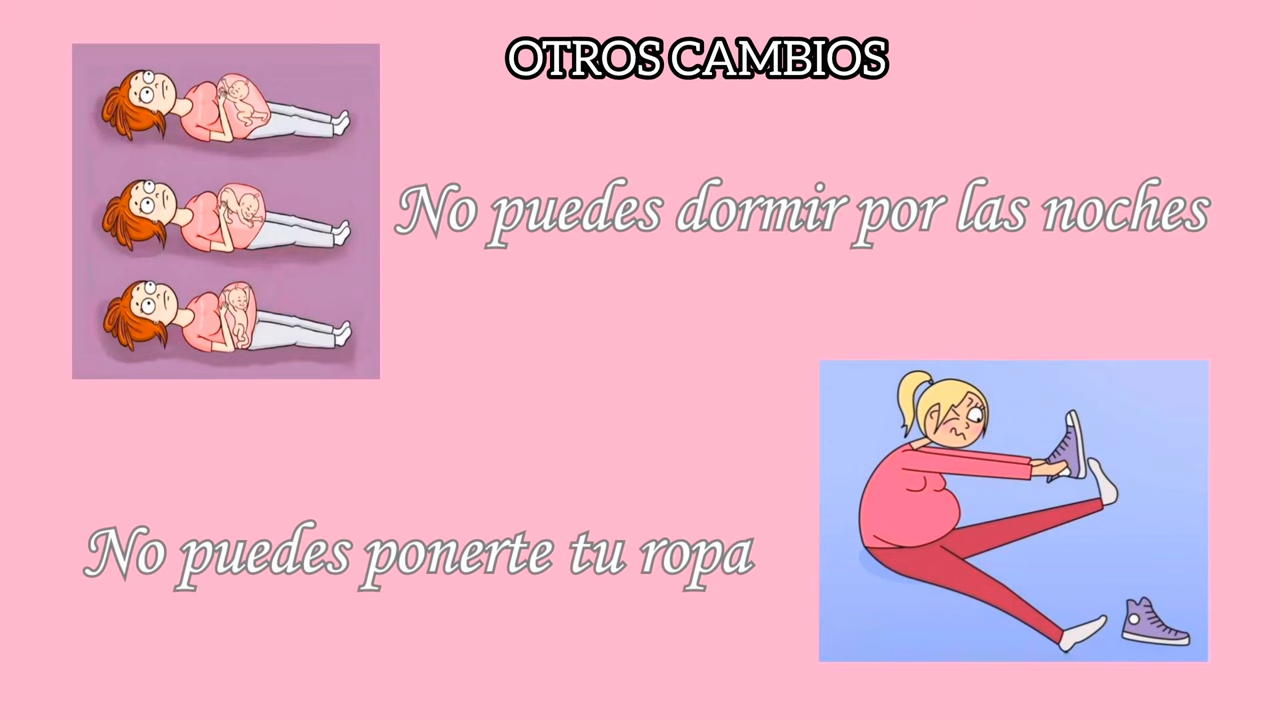 OTROS CAMBIOS
No puedes dormir por las noches
No puedes ponerte tu ropa